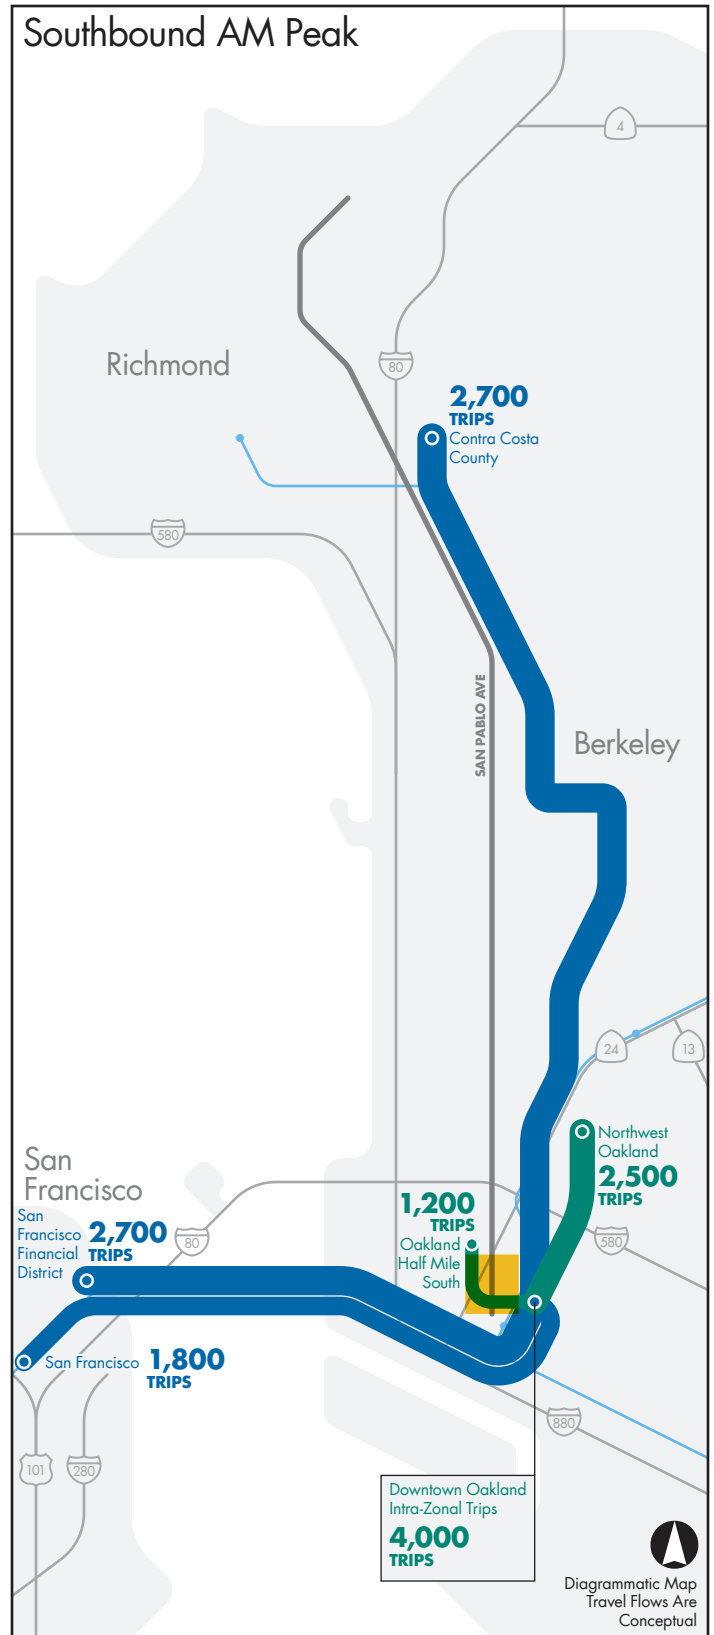 Southbound AM Peak
4
Richmond
80
2,700
TRIPS
Contra Costa
County
580
SAN PABLO AVE
Berkeley
24
13
Northwest
Oakland
2,500
TRIPS
San
Francisco
San
Francisco
Financial
District
2,700
TRIPS
80
1,200
TRIPS
Oakland
Half Mile
South
580
San Francisco
1,800
TRIPS
880
101
280
Downtown Oakland
Intra-Zonal Trips
4,000
TRIPS
Diagrammatic Map
Travel Flows Are
Conceptual